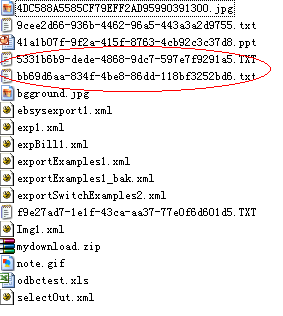 4DC588A5585CF79EFF2AD95990391300.jpg
9cee2d66-936b-4462-96a5-443a3a2d9755.txt
41a1b07f-9f2a-415f-8763-4cb92c3c37d8.ppt
5331b6b9-dede-4868-9dc7-597e7f9291a5.TXT
bb69d6aa-834f-4be8-86dd-118bf3252bd6.txt
bgground.jpg
ebsysexport1.xml
exp1.xml
expBill1.xml
exportExamples1.xml
exportExamples1_bak.xml
exportSwitchExamples2.xml
f9e27ad7-1e1f-43ca-aa37-77e0f6d601d5.TXT
Img1.xml
mydownload.zip
note.gif
odbctest.xls
selectOut.xml